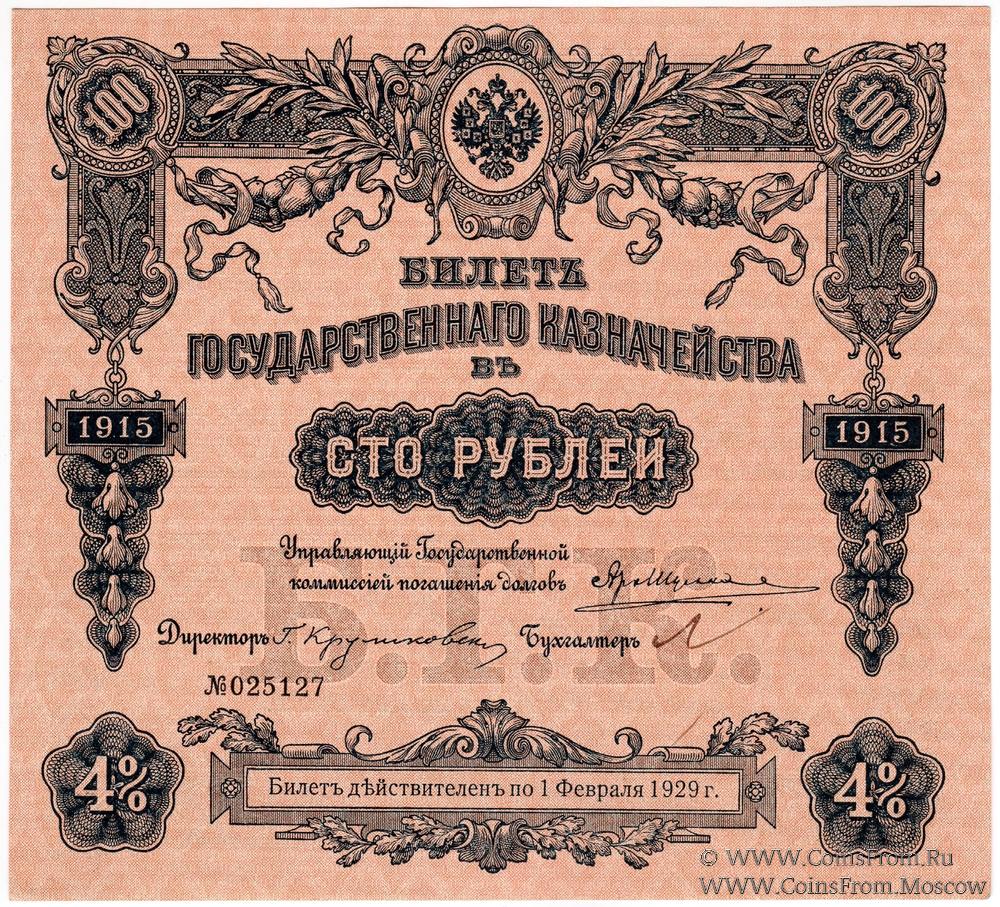 100 100
БИЛЕТЪ
ГОСУДАРСТВЕННАГО КАЗНАЧЕЙСТВА
ВЪ
1915 1915
СТО РУБЛЕЙ
Управляющій Государственной
коммиссіей погашенія долговъ
Б.Г.К.
Директоръ Бухгалтеръ
№025127
4% 4%
Билетъ дѣйствителенъ по 1 Февраля 1929 г.
© WWW.CoinsFrom.Ru
WWW.CoinsFrom.Moscow